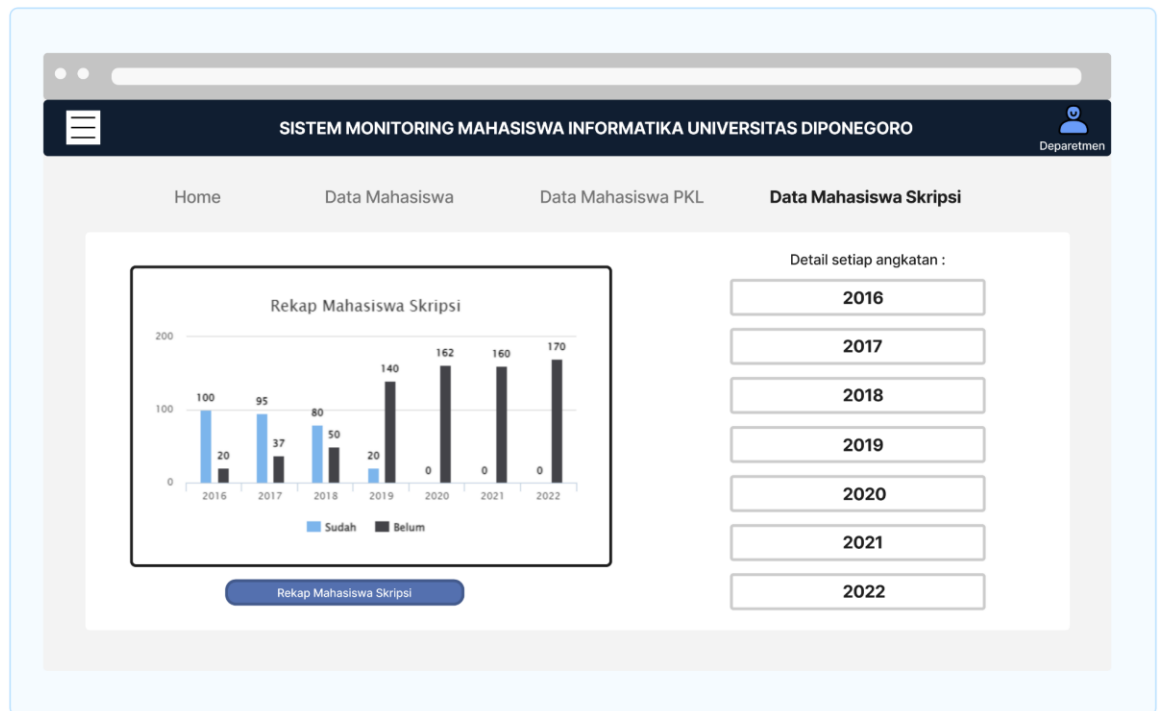 SISTEM MONITORING MAHASISWA INFORMATIKA UNIVERSITAS DIPONEGORO
Deparetmen
Home Data Mahasiswa Data Mahasiswa PKL Data Mahasiswa Skripsi
Rekap Mahasiswa Skripsi
200
100
0
100 20
95 37
80 50
20 140
0 162
0 160
0 170
2016 2017 2018 2019 2020 2021 2022
Sudah Belum
Rekap Mahasiswa Skripsi
Detail setiap angkatan :
2016
2017
2018
2019
2020
2021
2022